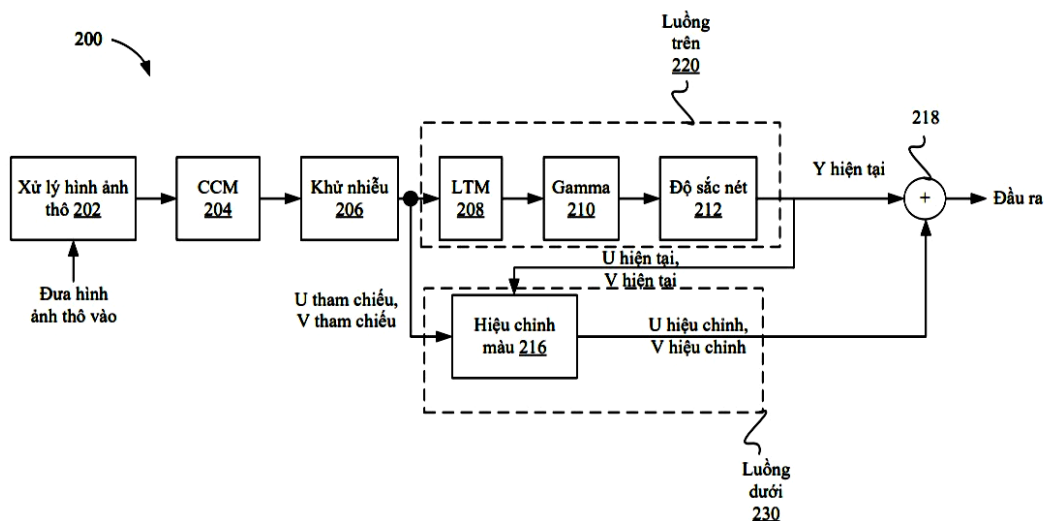 200
Luồng
trên
220
218
Xử lý hình ảnh
thô 202
CCM
204
Khử nhiễu
206
LTM
208
Gamma
210
Độ sắc nét
212
Y hiện tại
+
Đầu ra
Đưa hình
ảnh thô vào
U tham chiếu,
V tham chiếu
U hiện tại,
V hiện tại
Hiệu chỉnh
màu 216
U hiệu chỉnh,
V hiệu chỉnh
Luồng
dưới
230